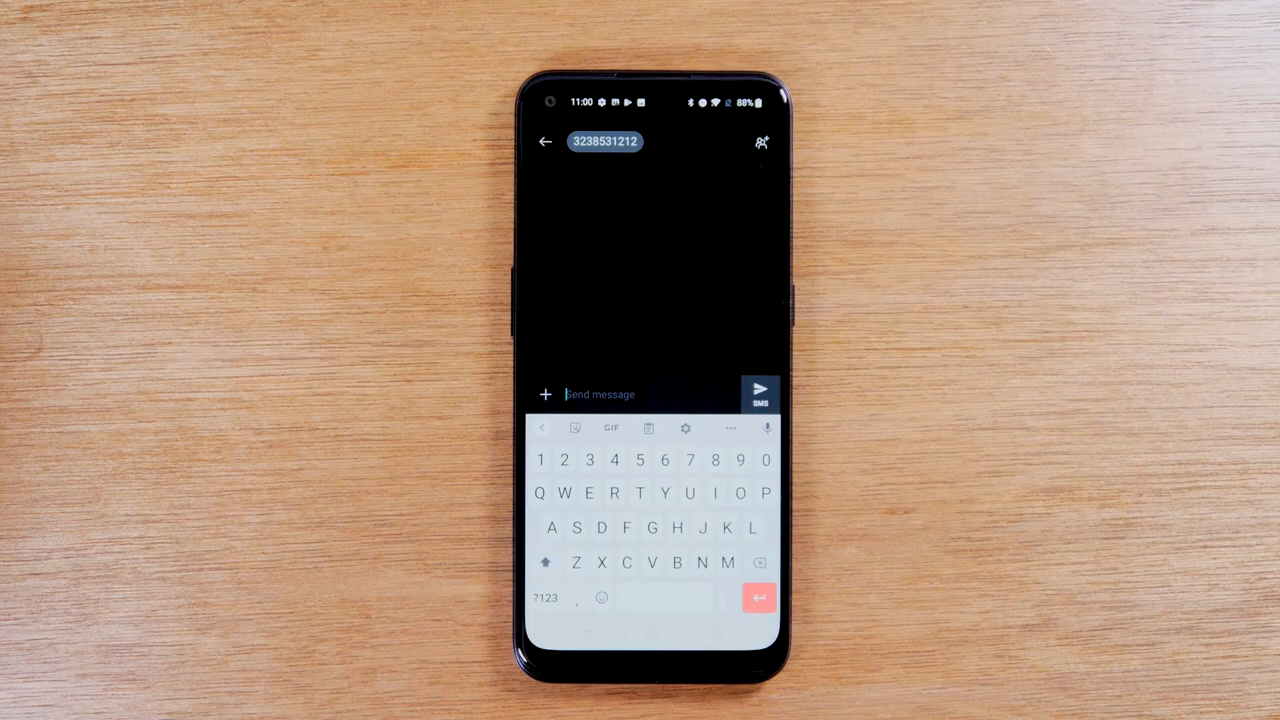 11:00 88%
3238531212
Send message
SMS
GIF
1 2 3 4 5 6 7 8 9 0
Q W E R T Y U I O P
A S D F G H J K L
Z X C V B N M
?123 , .